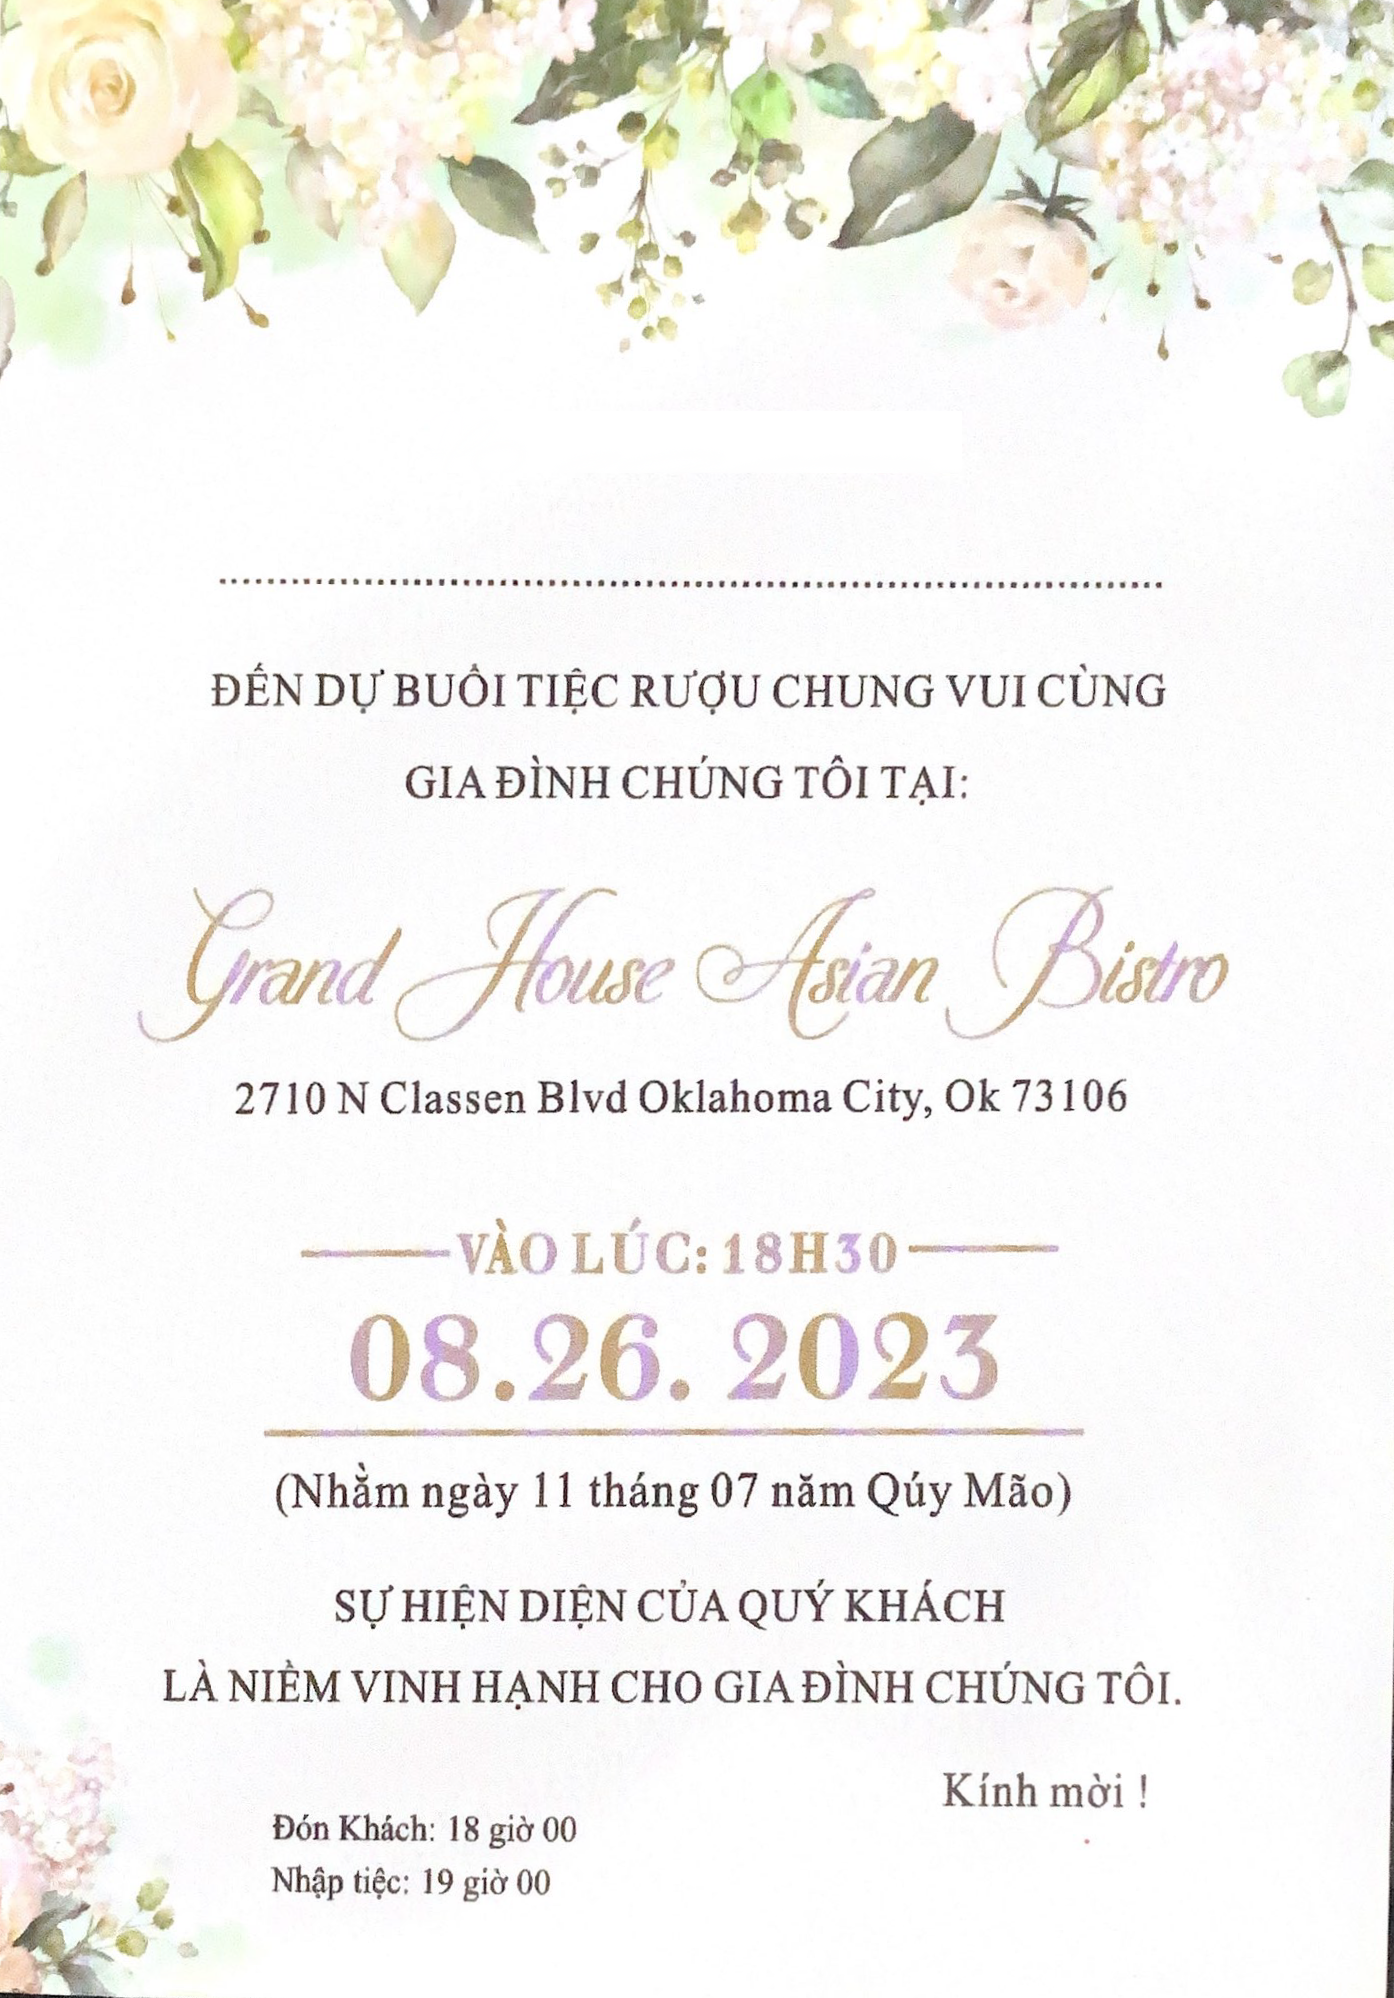 ĐẾN DỰ BUỔI TIỆC RƯỢU CHUNG VUI CÙNG
GIA ĐÌNH CHÚNG TÔI TẠI:
Grand House Asian Bistro
2710 N Classen Blvd Oklahoma City, Ok 73106
VÀO LÚC: 18H30
08.26. 2023
(Nhằm ngày 11 tháng 07 năm Qúy Mão)
SỰ HIỆN DIỆN CỦA QUÝ KHÁCH
LÀ NIỀM VINH HẠNH CHO GIA ĐÌNH CHÚNG TÔI.
Kính mời !
Đón Khách: 18 giờ 00
Nhập tiệc: 19 giờ 00